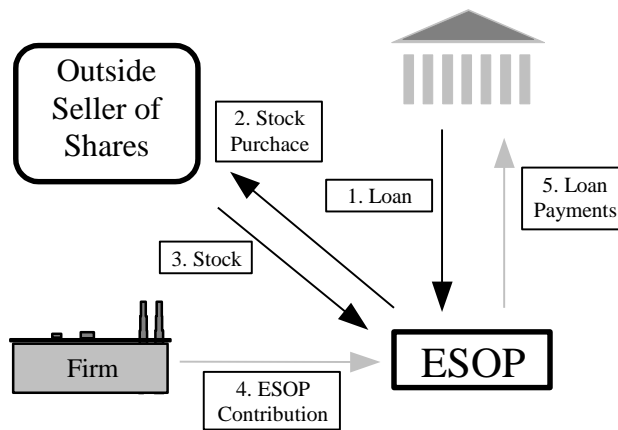 Outside
Seller of
Shares
2. Stock
Purchace
1. Loan
5. Loan
Payments
3. Stock
Firm
ESOP
4. ESOP
Contribution